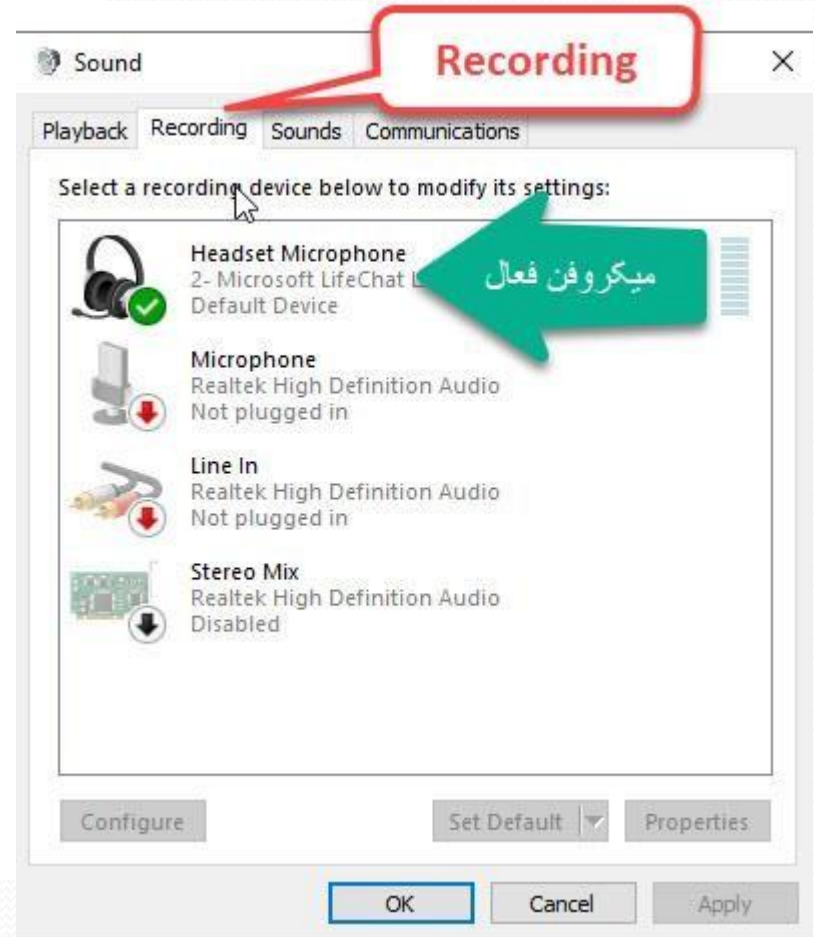 Sound
Recording
Playback Recording Sounds Communications
Select a recording device below to modify its settings:
Headset Microphone
2- Microsoft LifeChat
ميكروفن فعال
Default Device
Microphone
Realtek High Definition Audio
Not plugged in
Line In
Realtek High Definition Audio
Not plugged in
Stereo Mix
Realtek High Definition Audio
Disabled
Configure Set Default Properties
OK Cancel Apply